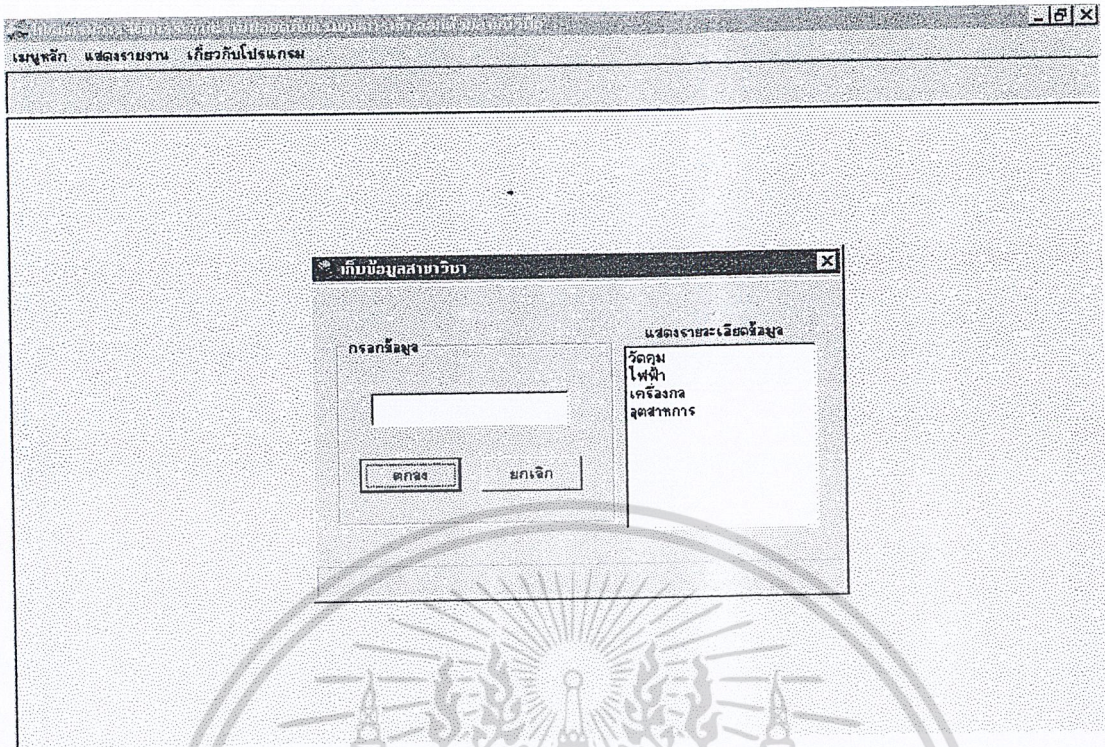 เมนูหลัก แสดงรายงาน เกี่ยวกับโปรแกรม
เก็บข้อมูลสาขาวิชา
กรอกข้อมูล
แสดงรายละเอียดข้อมูล
วัดคุม
ไฟฟ้า
เครื่องกล
อุตสาหการ
ตกลง
ยกเลิก